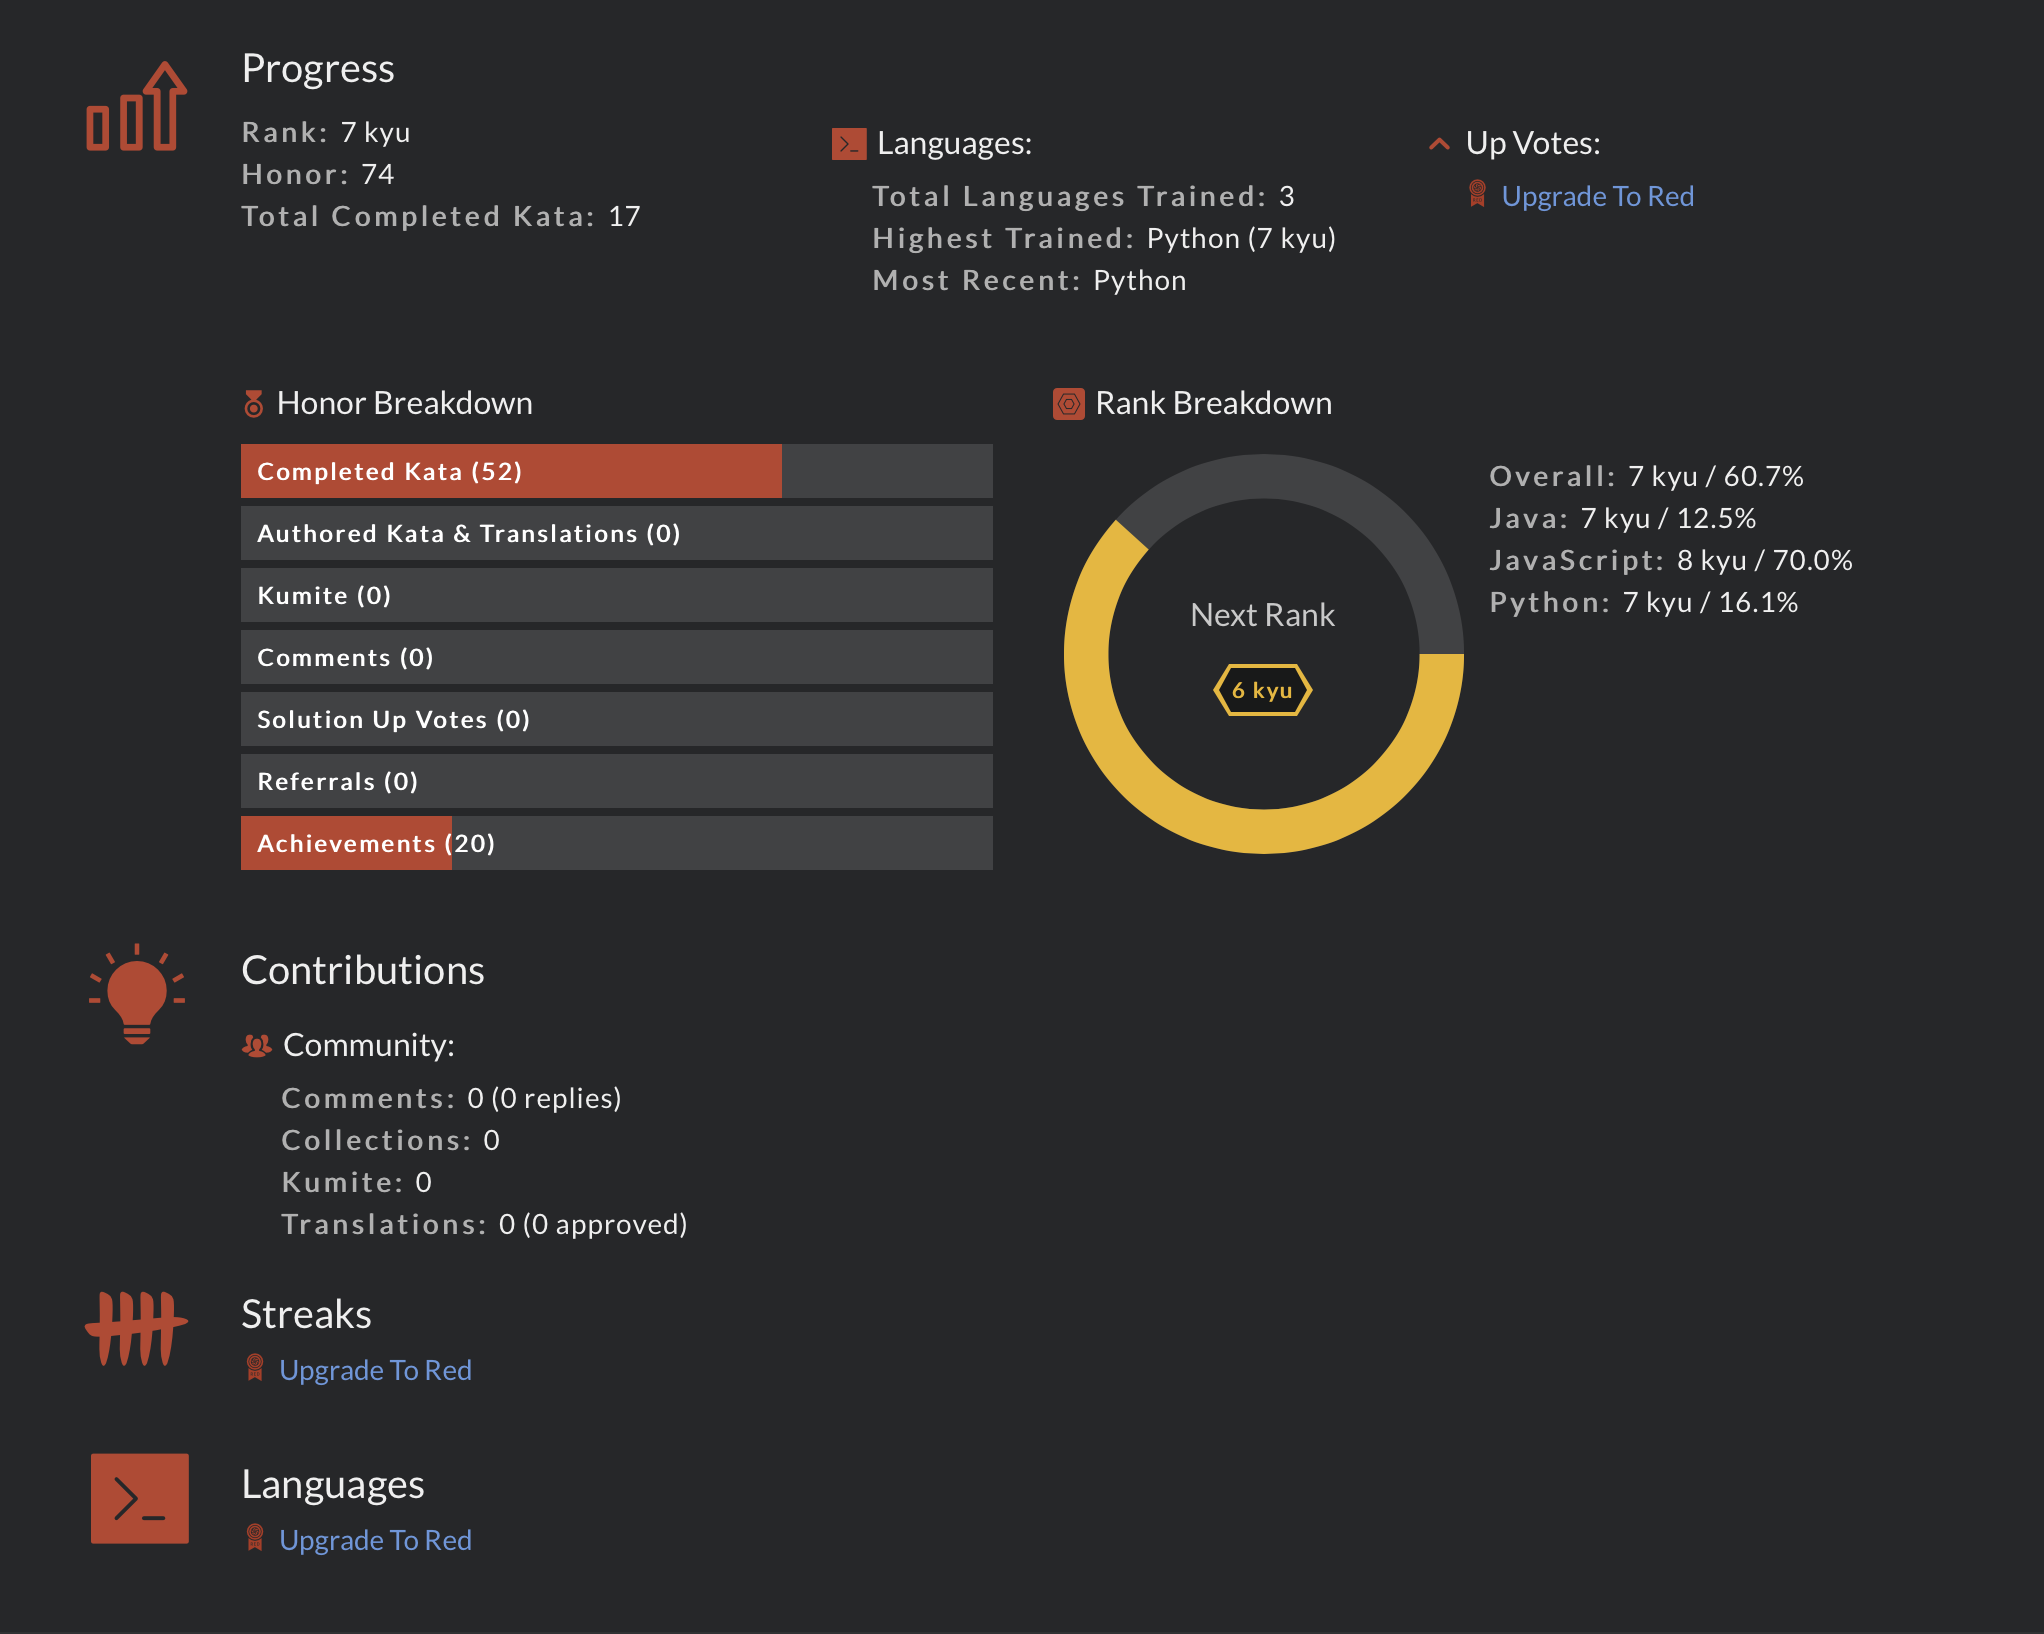 Progress
Rank: 7 kyu
Honor: 74
Total Completed Kata: 17
Languages:
Total Languages Trained: 3
Highest Trained: Python (7 kyu)
Most Recent: Python
Up Votes:
Upgrade To Red
Honor Breakdown
Completed Kata (52)
Authored Kata & Translations (0)
Kumite (0)
Comments (0)
Solution Up Votes (0)
Referrals (0)
Achievements (20)
Rank Breakdown
Next Rank
6 kyu
Overall: 7 kyu / 60.7%
Java: 7 kyu / 12.5%
JavaScript: 8 kyu / 70.0%
Python: 7 kyu / 16.1%
Contributions
Community:
Comments: 0 (0 replies)
Collections: 0
Kumite: 0
Translations: 0 (0 approved)
Streaks
Upgrade To Red
Languages
Upgrade To Red